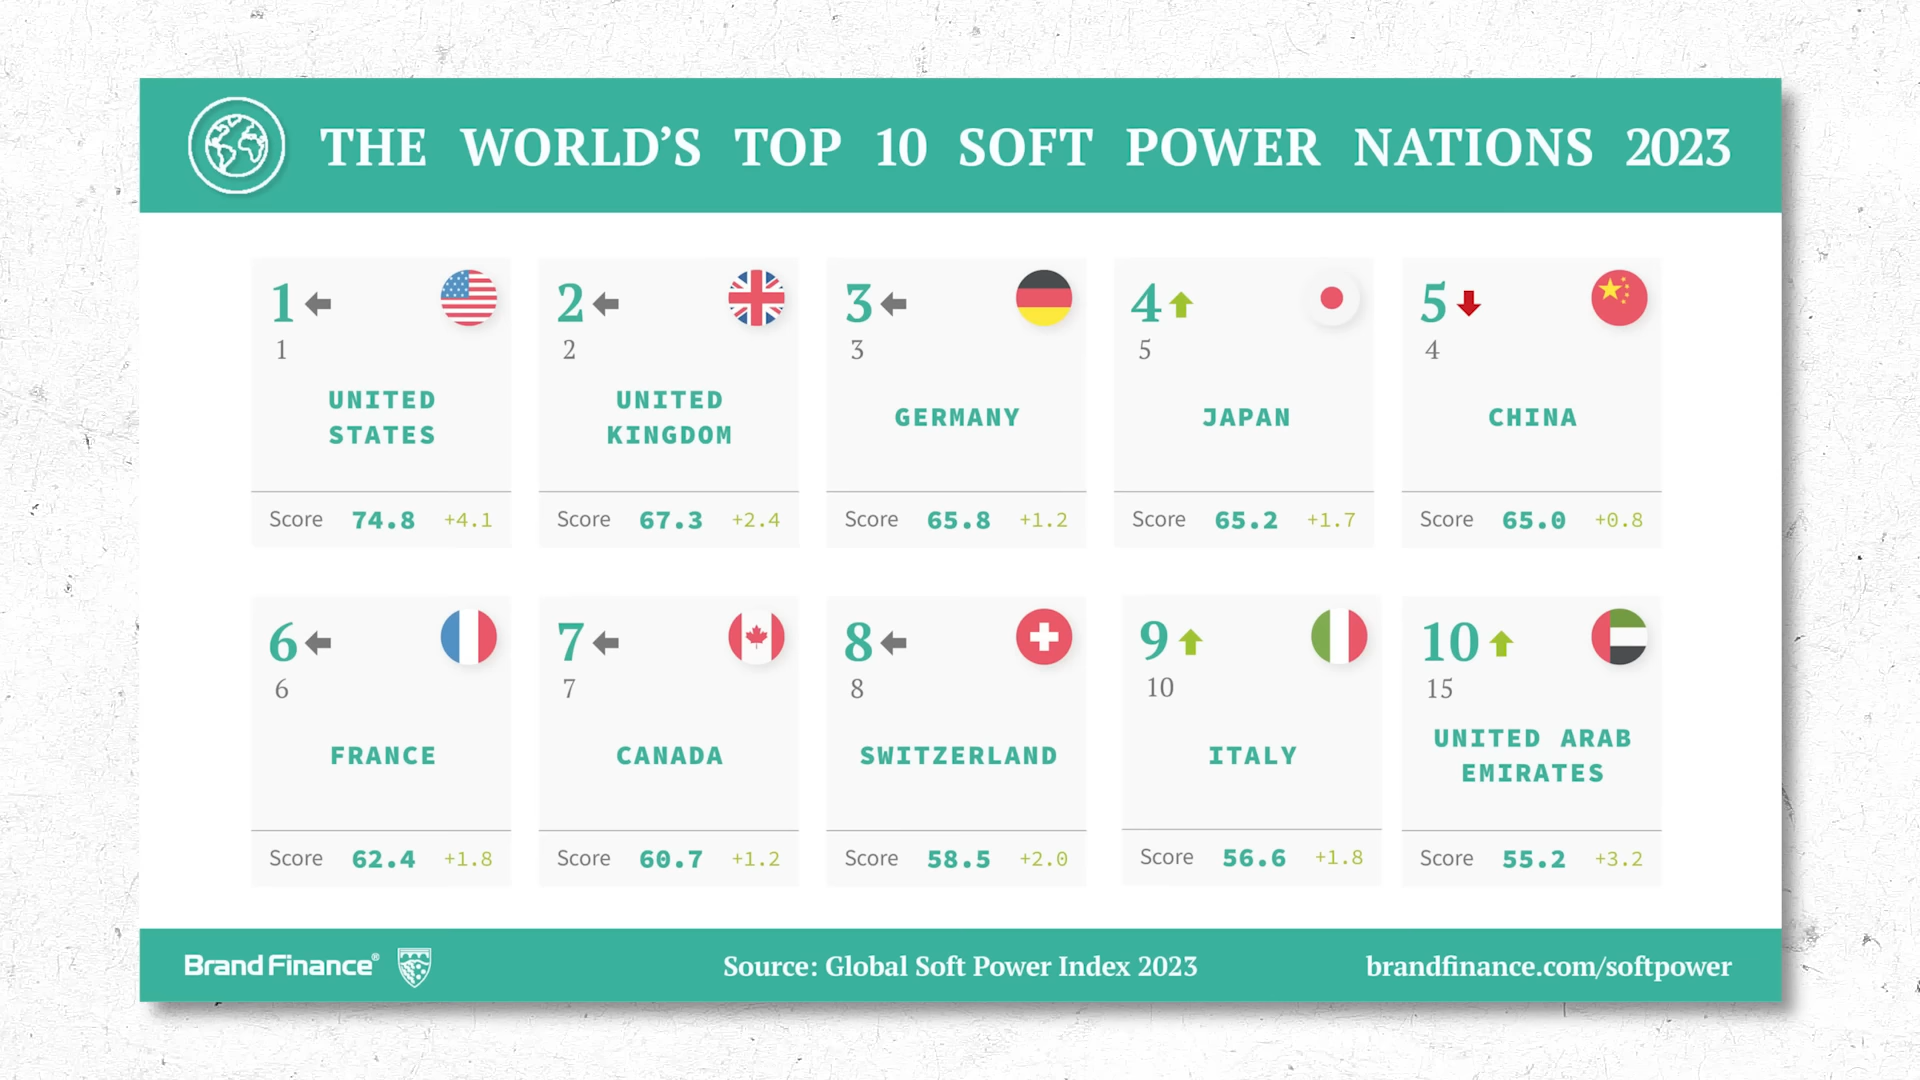 THE WORLD'S TOP 10 SOFT POWER NATIONS 2023
1
1
UNITED
STATES
Score 74.8 +4.1
2
2
UNITED
KINGDOM
Score 67.3 +2.4
3
3
GERMANY
Score 65.8 +1.2
4
5
JAPAN
Score 65.2 +1.7
5
4
CHINA
Score 65.0 +0.8
6
6
FRANCE
Score 62.4 +1.8
7
7
CANADA
Score 60.7 +1.2
8
8
SWITZERLAND
Score 58.5 +2.0
9
10
ITALY
Score 56.6 +1.8
10
15
UNITED ARAB
EMIRATES
Score 55.2 +3.2
Brand Finance®
Source: Global Soft Power Index 2023
brandfinance.com/softpower